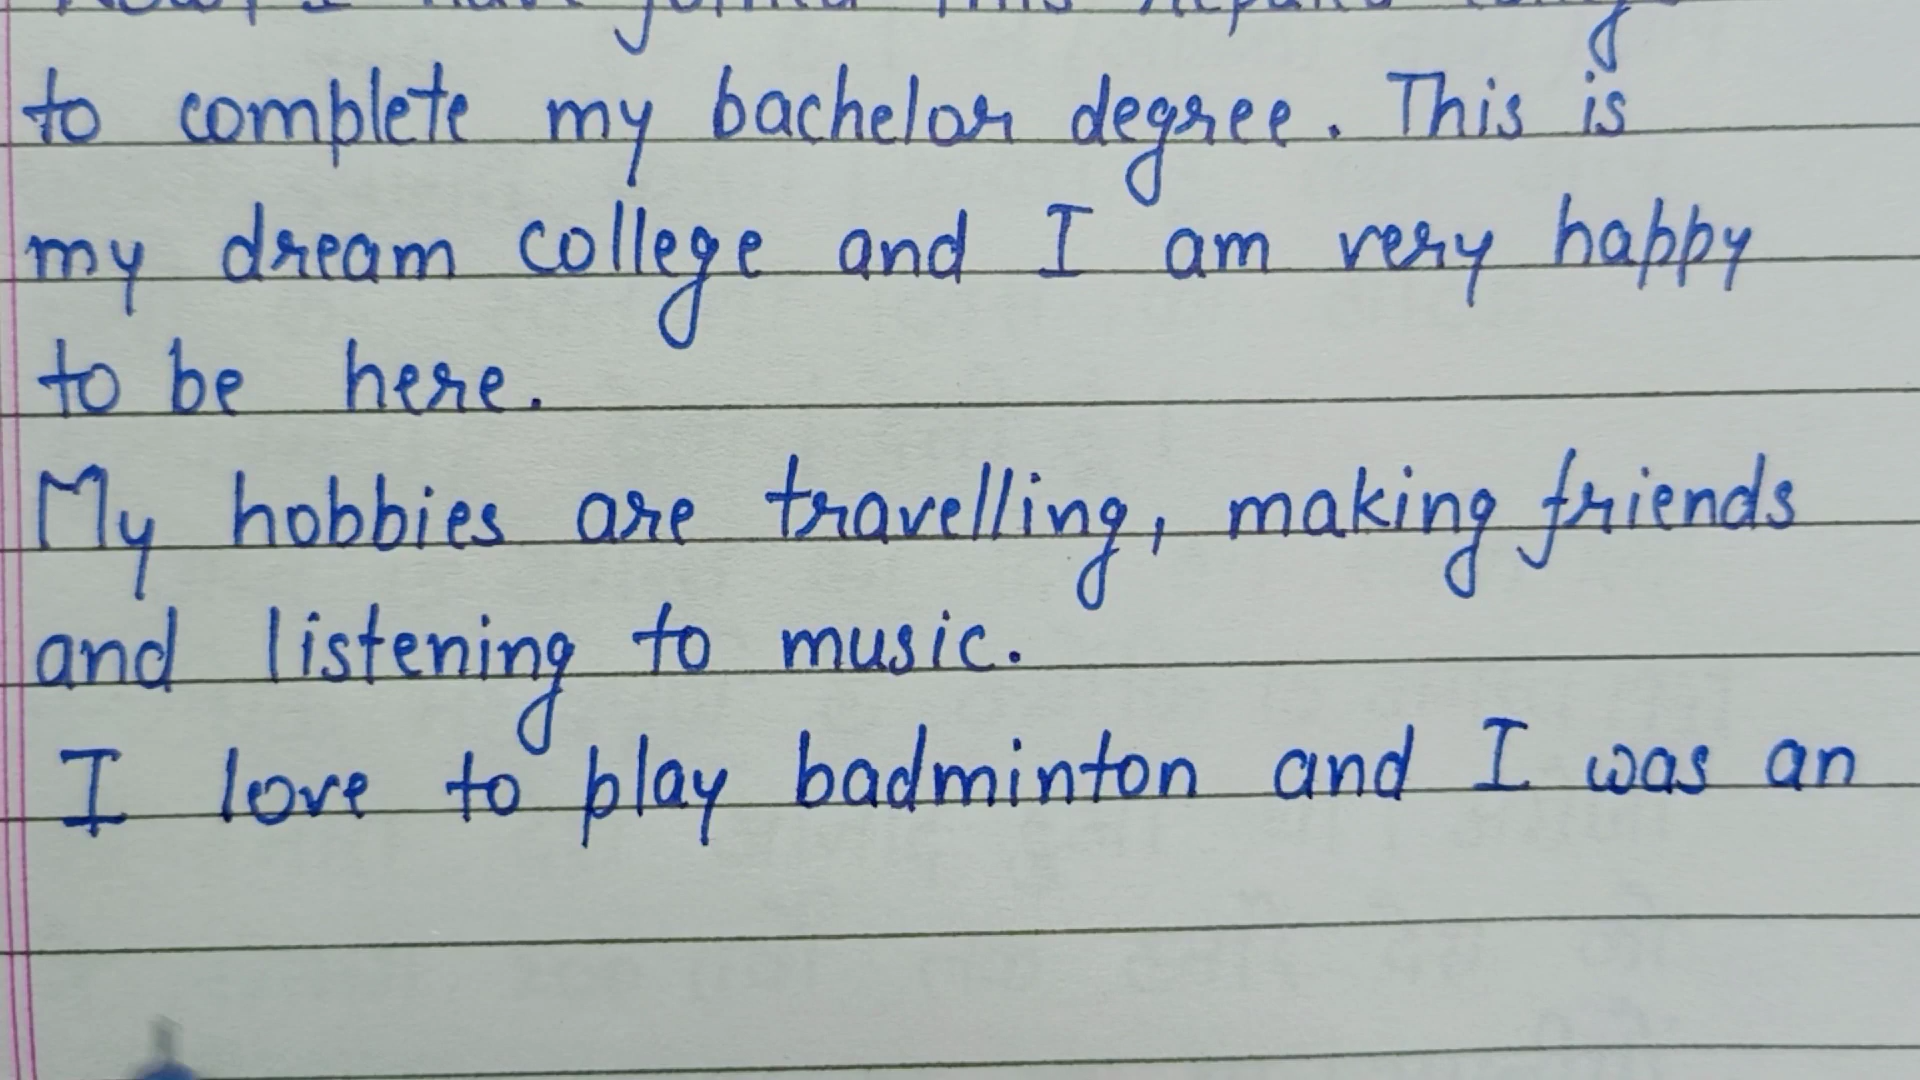 to complete my bachelor degree. This is
my dream college and I am very happy
to be here.
My hobbies are travelling, making friends
and listening to music.
I love to play badminton and I was an